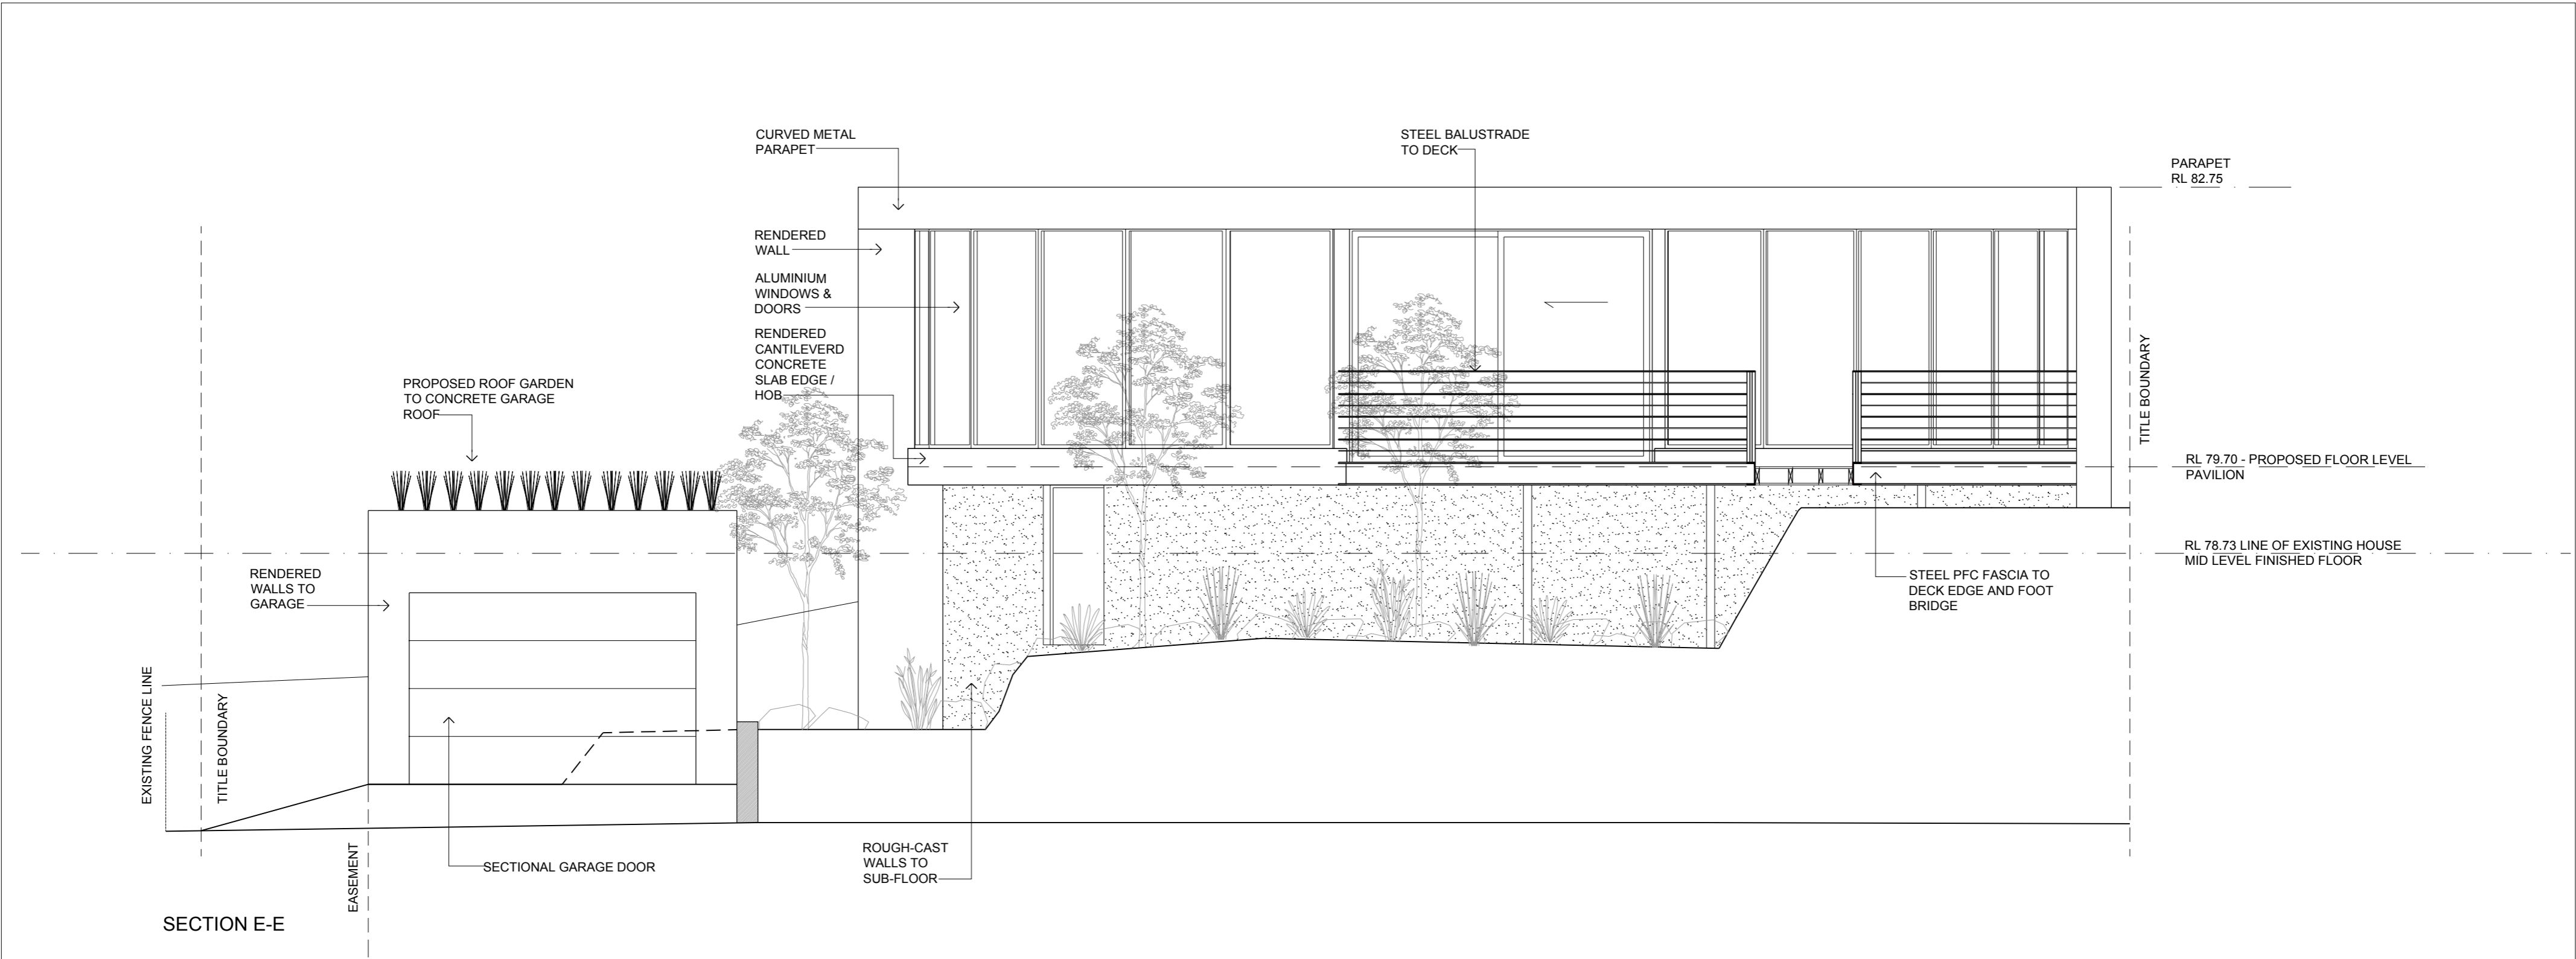 CURVED METAL
PARAPET
STEEL BALUSTRADE
TO DECK
PARAPET
RL 82.75
RENDERED
WALL
ALUMINIUM
WINDOWS &
DOORS
RENDERED
CANTILEVERD
CONCRETE
SLAB EDGE /
HOB
PROPOSED ROOF GARDEN
TO CONCRETE GARAGE
ROOF
TITLE BOUNDARY
RL 79.70 - PROPOSED FLOOR LEVEL
PAVILION
RL 78.73 LINE OF EXISTING HOUSE
MID LEVEL FINISHED FLOOR
RENDERED
WALLS TO
GARAGE
STEEL PFC FASCIA TO
DECK EDGE AND FOOT
BRIDGE
EXISTING FENCE LINE
TITLE BOUNDARY
EASEMENT
SECTIONAL GARAGE DOOR
ROUGH-CAST
WALLS TO
SUB-FLOOR
SECTION E-E